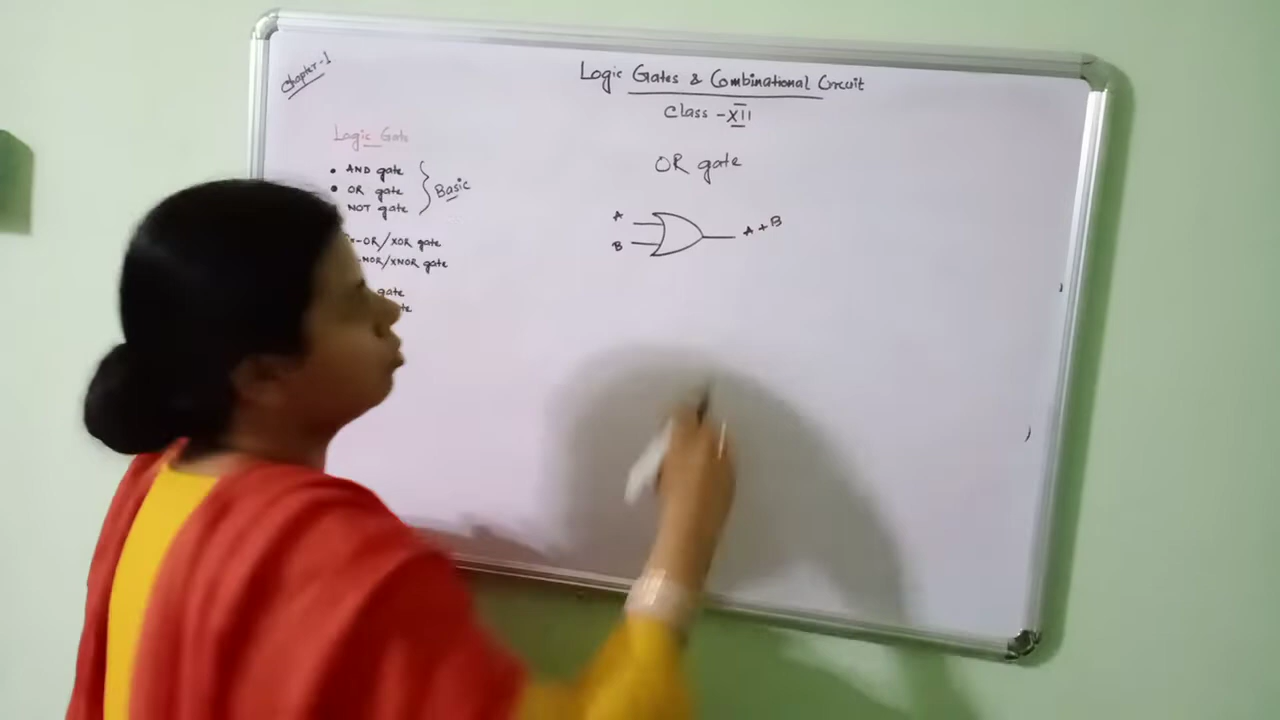 Chapter-1
Logic Gates & Combinational Circuit
Class - XII
Logic Gate
• AND gate
• OR gate
NOT gate
Basic
-OR/XOR gate
-NOR/XNOR gate
gate
OR gate
A
B
A + B